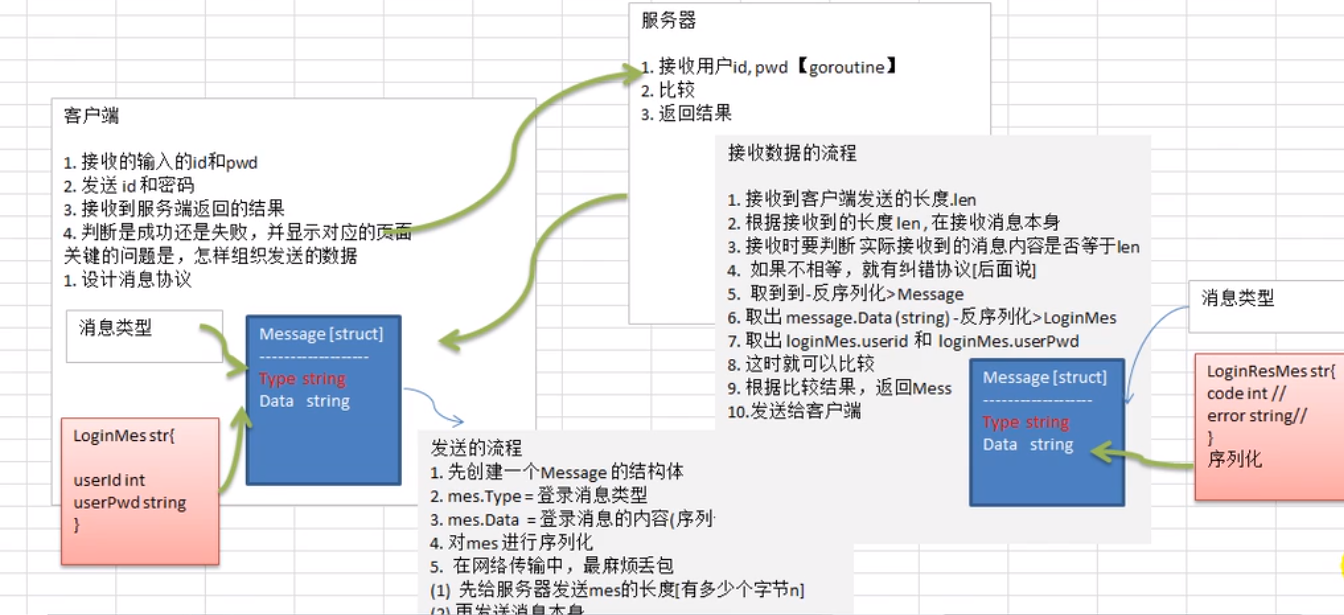 服务器
1. 接收用户id, pwd【goroutine】
2. 比较
3. 返回结果
客户端
1. 接收的输入的id和pwd
2. 发送 id 和密码
3. 接收到服务端返回的结果
4. 判断是成功还是失败，并显示对应的页面
关键的问题是，怎样组织发送的数据
1. 设计消息协议
消息类型
Message [struct]
--------------------
Type string
Data string
LoginMes str{
userId int
userPwd string
}
发送的流程
1. 先创建一个Message 的结构体
2. mes.Type = 登录消息类型
3. mes.Data = 登录消息的内容(序列
4. 对mes 进行序列化
5. 在网络传输中，最麻烦丢包
(1) 先给服务器发送mes的长度[有多少个字节n]
(2) 再发送消息本身
接收数据的流程
1. 接收到客户端发送的长度.len
2. 根据接收到的长度 len , 在接收消息本身
3. 接收时要判断 实际接收到的消息内容是否等于len
4. 如果不相等，就有纠错协议[后面说]
5. 取到到-反序列化>Message
6. 取出 message.Data (string) -反序列化>LoginMes
7. 取出 loginMes.userid 和 loginMes.userPwd
8. 这时就可以比较
9. 根据比较结果，返回Mess
10.发送给客户端
Message [struct]
--------------------
Type string
Data string
消息类型
LoginResMes str{
code int //
error string//
}
序列化